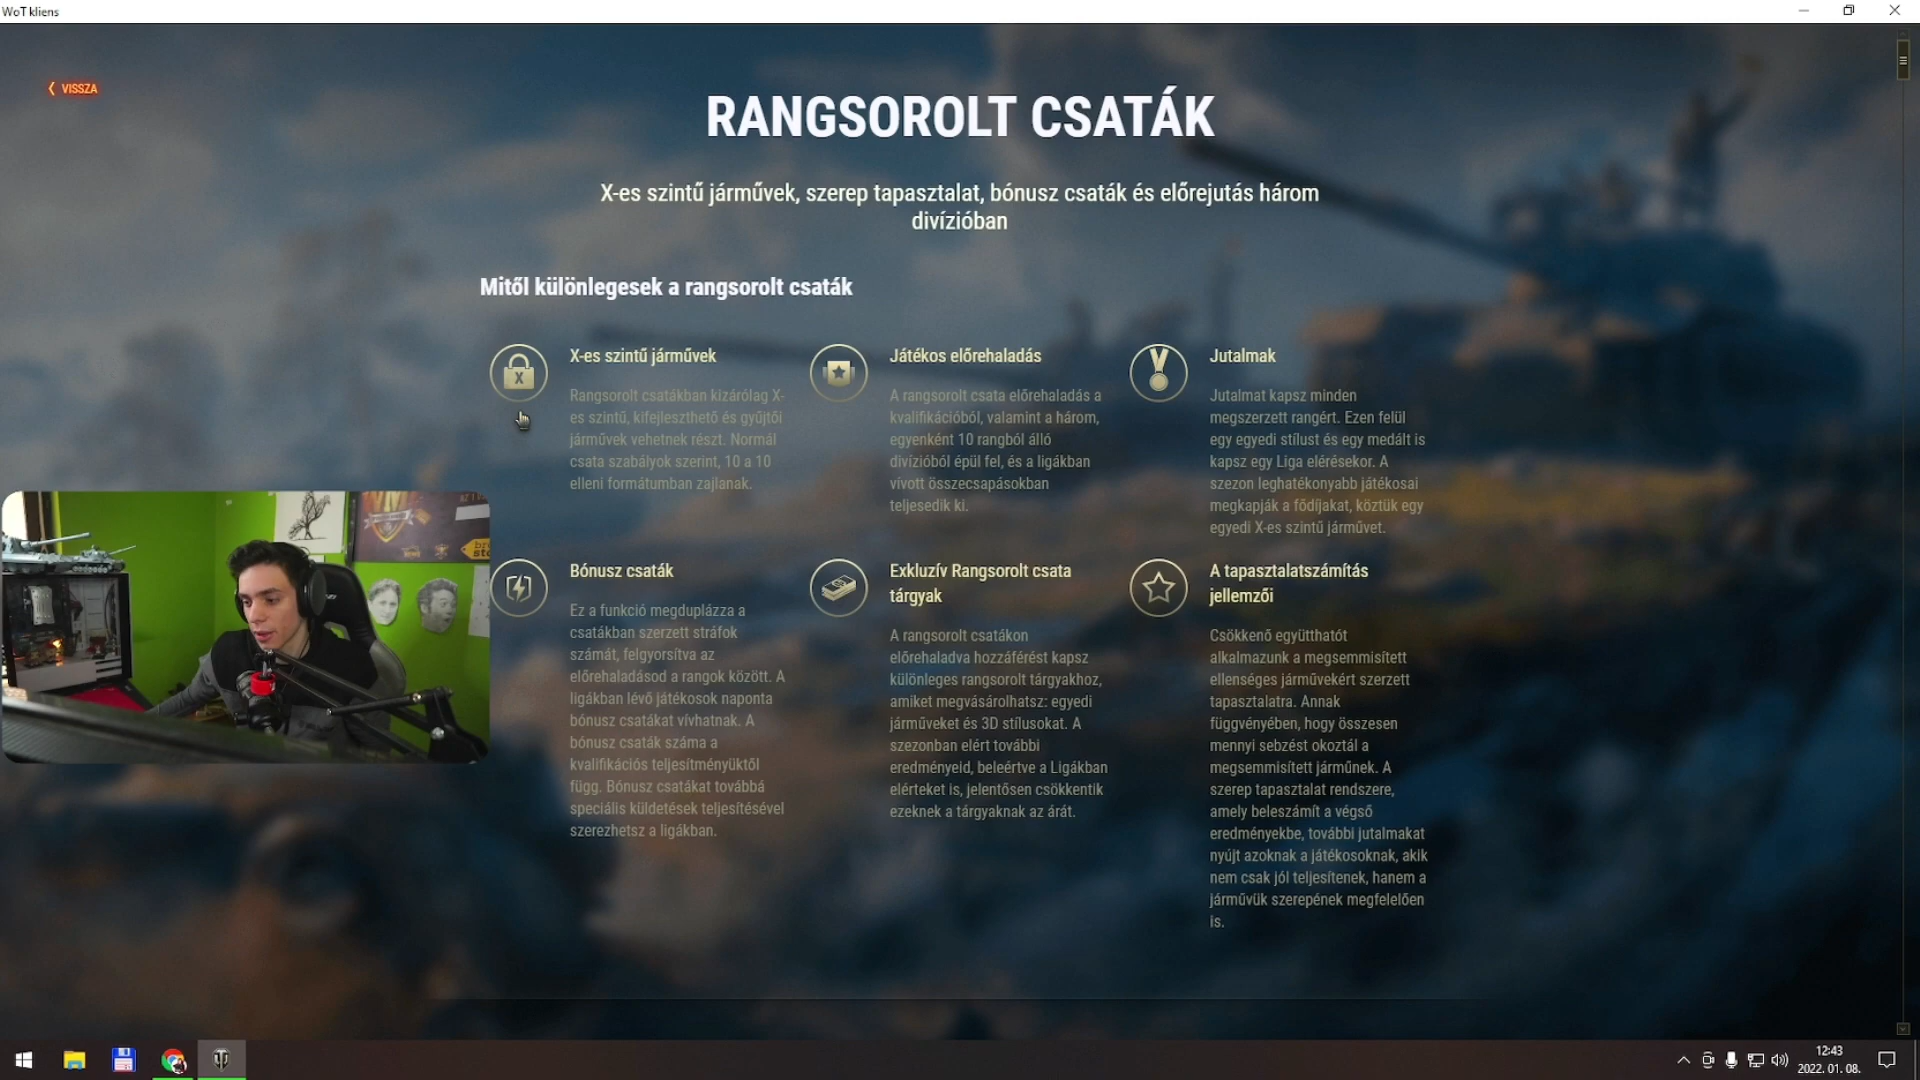 WoT kliens
VISSZA
RANGSOROLT CSATÁK
X-es szintű járművek, szerep tapasztalat, bónusz csaták és előrejutás három
divízióban
Mitől különlegesek a rangsorolt csaták
X-es szintű járművek
Rangsorolt csatákban kizárólag X-
es szintű, kifejleszthető és gyűjtői
járművek vehetnek részt. Normál
csata szabályok szerint, 10 a 10
elleni formátumban zajlanak.
Játékos előrehaladás
A rangsorolt csata előrehaladás a
kvalifikációból, valamint a három,
egyenként 10 rangból álló
divízióból épül fel, és a ligákban
vívott összecsapásokban
teljesedik ki.
Jutalmak
Jutalmat kapsz minden
megszerzett rangért. Ezen felül
egy egyedi stílust és egy medált is
kapsz egy Liga elérésekor. A
szezon leghatékonyabb játékosai
megkapják a fődíjakat, köztük egy
egyedi X-es szintű járművet.
Bónusz csaták
Ez a funkció megduplázza a
csatákban szerzett stráfok
számát, felgyorsítva az
előrehaladásod a rangok között. A
ligákban lévő játékosok naponta
bónusz csatákat vívhatnak. A
bónusz csaták száma a
kvalifikációs teljesítményüktől
függ. Bónusz csatákat továbbá
speciális küldetések teljesítésével
szerezhetsz a ligákban.
Exkluzív Rangsorolt csata
tárgyak
A rangsorolt csatákon
előrehaladva hozzáférést kapsz
különleges rangsorolt tárgyakhoz,
amiket megvásárolhatsz: egyedi
járműveket és 3D stílusokat. A
szezonban elért további
eredményeid, beleértve a Ligákban
elérteket is, jelentősen csökkentik
ezeknek a tárgyaknak az árát.
A tapasztalatszámítás
jellemzői
Csökkenő együtthatót
alkalmazunk a megsemmisített
ellenséges járművekért szerzett
tapasztalatra. Annak
függvényében, hogy összesen
mennyi sebzést okoztál a
megsemmisített járműnek. A
szerep tapasztalat rendszere,
amely beleszámít a végső
eredményekbe, további jutalmakat
nyújt azoknak a játékosoknak, akik
nem csak jól teljesítenek, hanem a
járművük szerepének megfelelően
is.
12:43
2022. 01. 08.